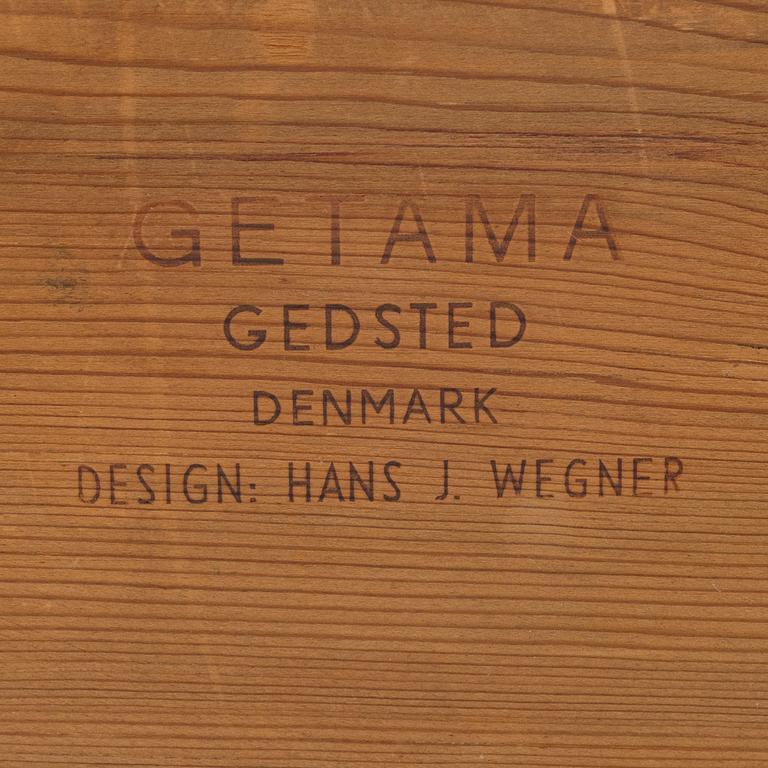 GETAMA
GEDSTED
DENMARK
DESIGN: HANS J. WEGNER